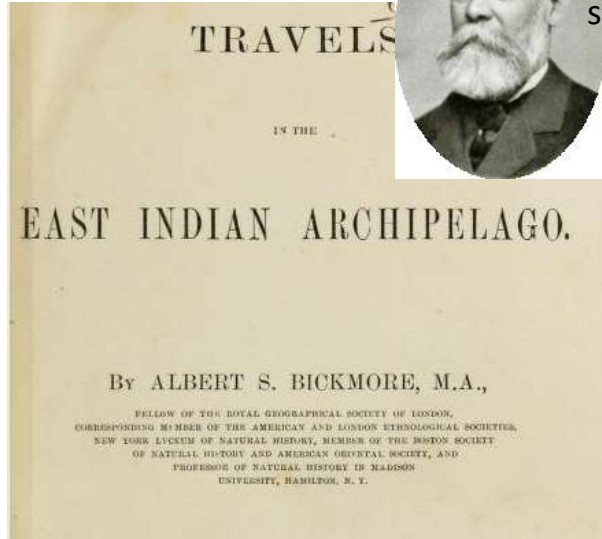 s
TRAVELS
IN THE
EAST INDIAN ARCHIPELAGO.
By ALBERT S. BICKMORE, M.A.,
FELLOW OF THE ROYAL GEOGRAPHICAL SOCIETY OF LONDON,
CORRESPONDING MEMBER OF THE AMERICAN AND LONDON ETHNOLOGICAL SOCIETIES,
NEW YORK LYCEUM OF NATURAL HISTORY, MEMBER OF THE BOSTON SOCIETY
OF NATURAL HISTORY AND AMERICAN ORIENTAL SOCIETY, AND
PROFESSOR OF NATURAL HISTORY IN MADISON
UNIVERSITY, HAMILTON, N. Y.